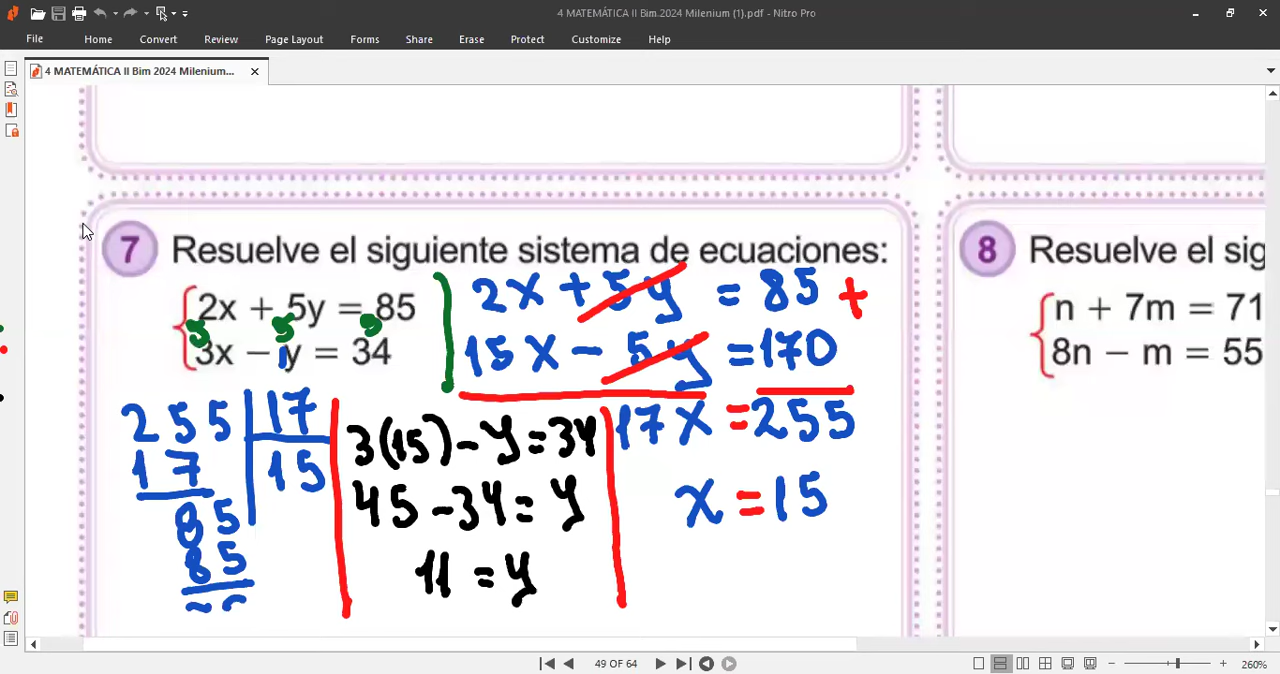 4 MATEMÁTICA II Bim.2024 Milenium (1).pdf - Nitro Pro
File Home Convert Review Page Layout Forms Share Erase Protect Customize Help
4 MATEMÁTICA II Bim 2024 Milenium...
7 Resuelve el siguiente sistema de ecuaciones:
2x + 5y = 85
5 5 5
3x - 1y = 34
2x + 5y = 85 +
15x - 5y = 170
17x = 255
x = 15
255 17
17 15
85
85
3(15) - y = 34
45 - 34 = y
11 = y
8 Resuelve el sig
n + 7m = 71
8n - m = 55
49 OF 64
260%